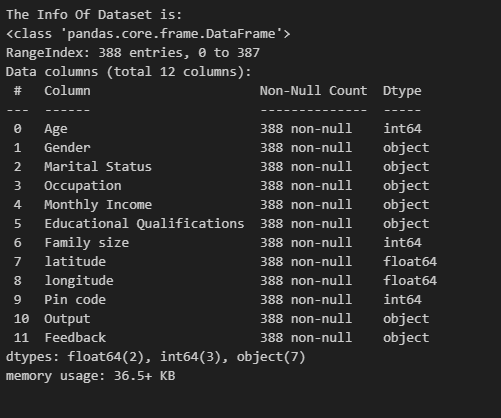 The Info Of Dataset is:
<class 'pandas.core.frame.DataFrame'>
RangeIndex: 388 entries, 0 to 387
Data columns (total 12 columns):
 #   Column                      Non-Null Count  Dtype
---  ------                      --------------  -----
 0   Age                         388 non-null    int64
 1   Gender                      388 non-null    object
 2   Marital Status              388 non-null    object
 3   Occupation                  388 non-null    object
 4   Monthly Income              388 non-null    object
 5   Educational Qualifications  388 non-null    object
 6   Family size                 388 non-null    int64
 7   latitude                    388 non-null    float64
 8   longitude                   388 non-null    float64
 9   Pin code                    388 non-null    int64
 10  Output                      388 non-null    object
 11  Feedback                    388 non-null    object
dtypes: float64(2), int64(3), object(7)
memory usage: 36.5+ KB